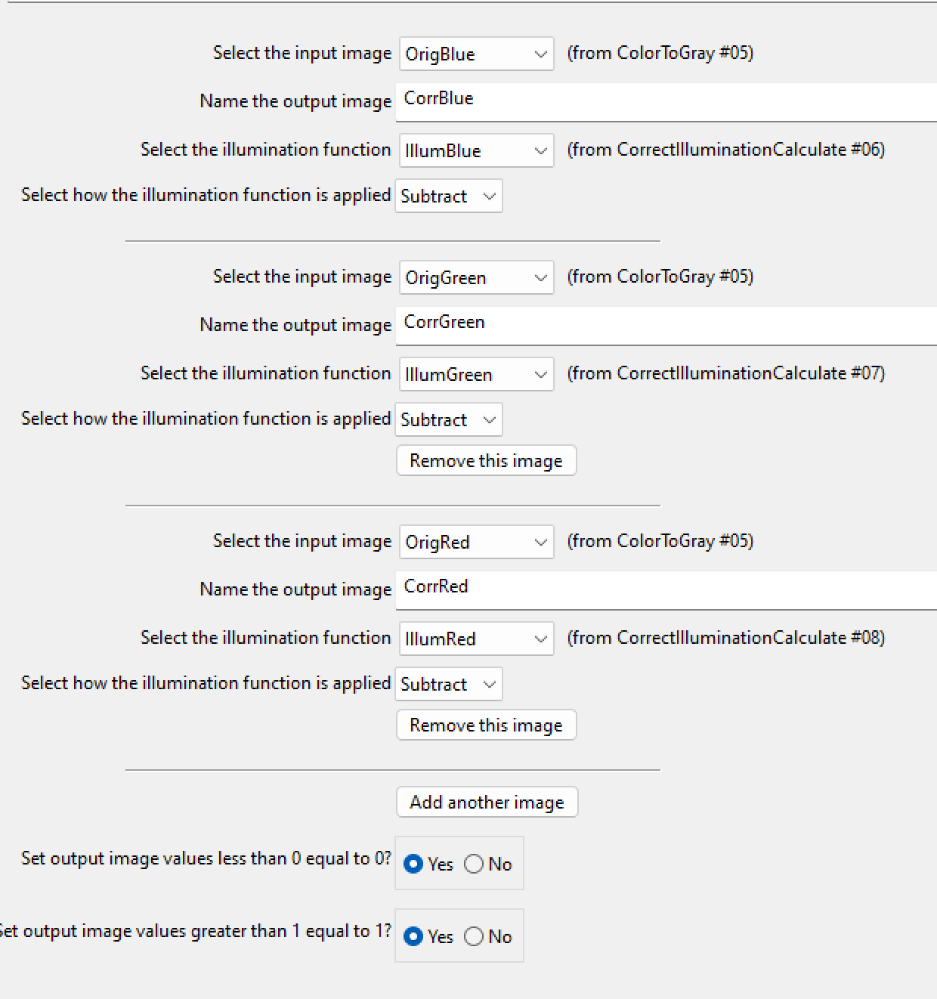 Select the input image OrigBlue (from ColorToGray #05)
Name the output image CorrBlue
Select the illumination function IllumBlue (from CorrectIlluminationCalculate #06)
Select how the illumination function is applied Subtract
Select the input image OrigGreen (from ColorToGray #05)
Name the output image CorrGreen
Select the illumination function IllumGreen (from CorrectIlluminationCalculate #07)
Select how the illumination function is applied Subtract
Remove this image
Select the input image OrigRed (from ColorToGray #05)
Name the output image CorrRed
Select the illumination function IllumRed (from CorrectIlluminationCalculate #08)
Select how the illumination function is applied Subtract
Remove this image
Add another image
Set output image values less than 0 equal to 0? Yes No
Set output image values greater than 1 equal to 1? Yes No